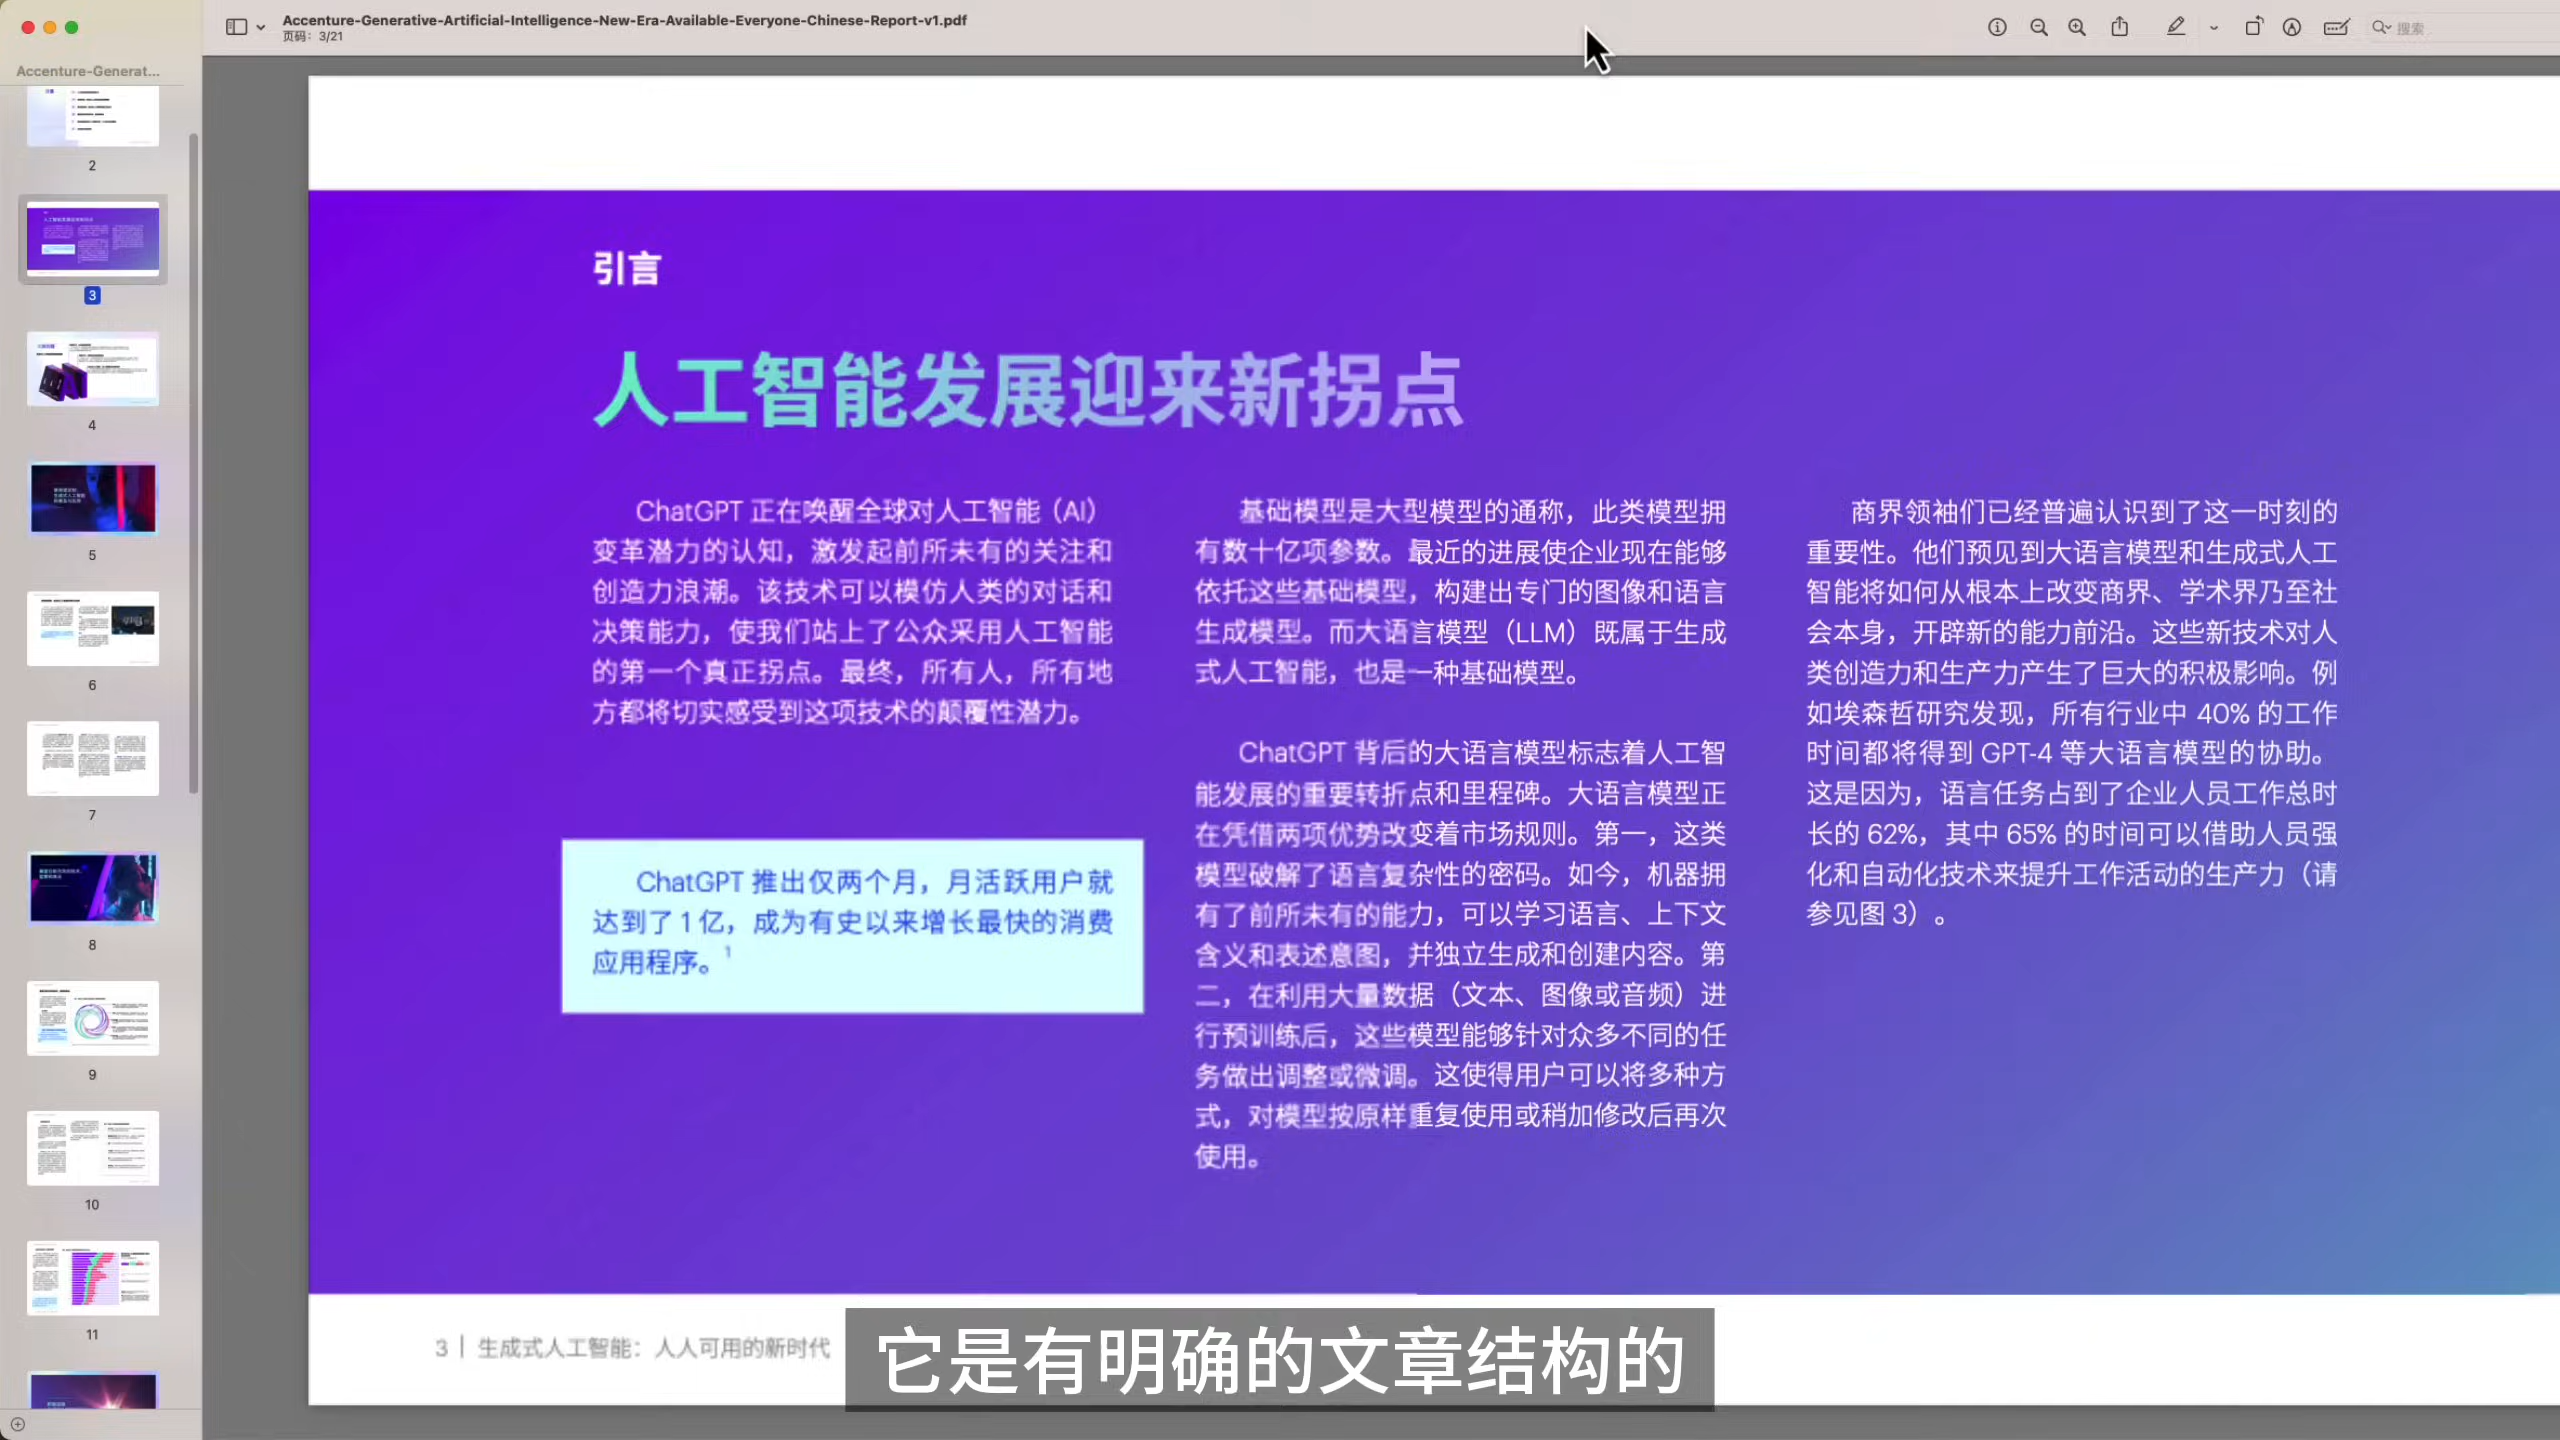 Accenture-Generative-Artificial-Intelligence-New-Era-Available-Everyone-Chinese-Report-v1.pdf
页码：3/21
搜索
Accenture-Generat...
2
3
4
5
6
7
8
9
10
11
引言
人工智能发展迎来新拐点
ChatGPT 正在唤醒全球对人工智能（AI）
变革潜力的认知，激发起前所未有的关注和
创造力浪潮。该技术可以模仿人类的对话和
决策能力，使我们站上了公众采用人工智能
的第一个真正拐点。最终，所有人，所有地
方都将切实感受到这项技术的颠覆性潜力。
ChatGPT 推出仅两个月，月活跃用户就
达到了 1 亿，成为有史以来增长最快的消费
应用程序。1
基础模型是大型模型的通称，此类模型拥
有数十亿项参数。最近的进展使企业现在能够
依托这些基础模型，构建出专门的图像和语言
生成模型。而大语言模型（LLM）既属于生成
式人工智能，也是一种基础模型。
ChatGPT 背后的大语言模型标志着人工智
能发展的重要转折点和里程碑。大语言模型正
在凭借两项优势改变着市场规则。第一，这类
模型破解了语言复杂性的密码。如今，机器拥
有了前所未有的能力，可以学习语言、上下文
含义和表述意图，并独立生成和创建内容。第
二，在利用大量数据（文本、图像或音频）进
行预训练后，这些模型能够针对众多不同的任
务做出调整或微调。这使得用户可以将多种方
式，对模型按原样重复使用或稍加修改后再次
使用。
商界领袖们已经普遍认识到了这一时刻的
重要性。他们预见到大语言模型和生成式人工
智能将如何从根本上改变商界、学术界乃至社
会本身，开辟新的能力前沿。这些新技术对人
类创造力和生产力产生了巨大的积极影响。例
如埃森哲研究发现，所有行业中 40% 的工作
时间都将得到 GPT-4 等大语言模型的协助。
这是因为，语言任务占到了企业人员工作总时
长的 62%，其中 65% 的时间可以借助人员强
化和自动化技术来提升工作活动的生产力（请
参见图 3）。
3 | 生成式人工智能：人人可用的新时代
它是有明确的文章结构的